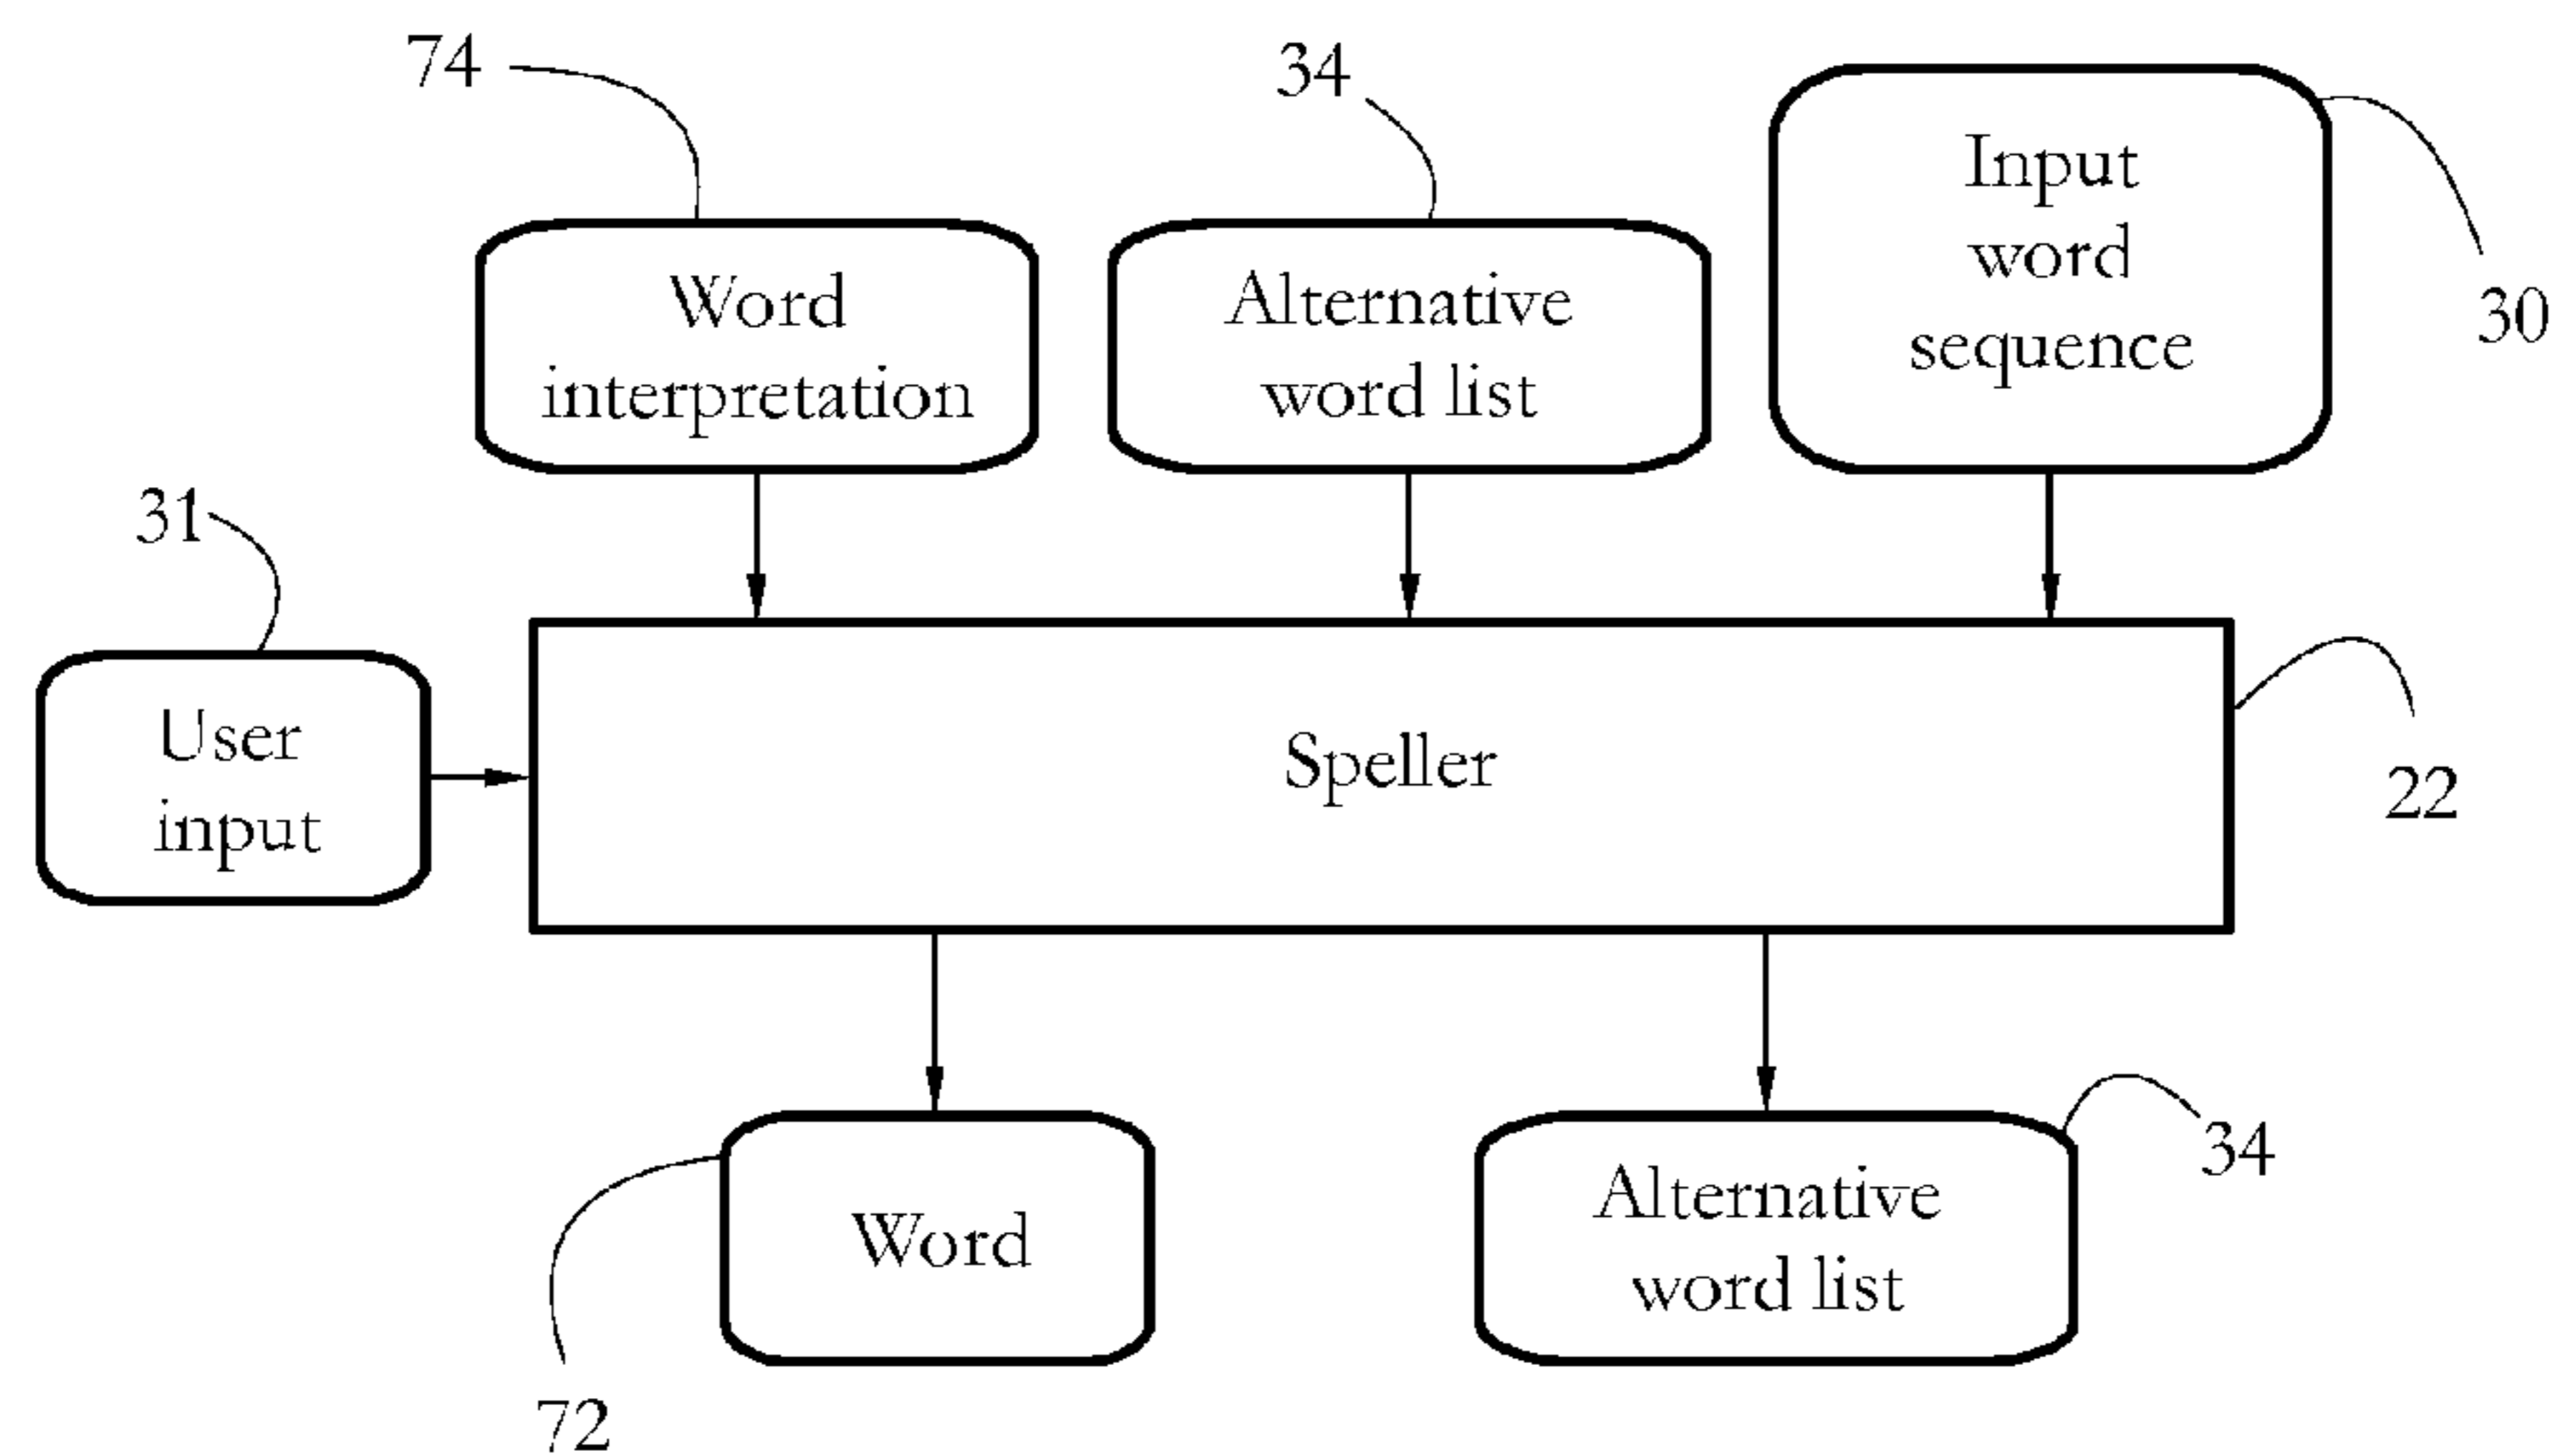 74
34
Input
word
sequence
30
Word
interpretation
Alternative
word list
31
User
input
Speller
22
Word
72
Alternative
word list
34